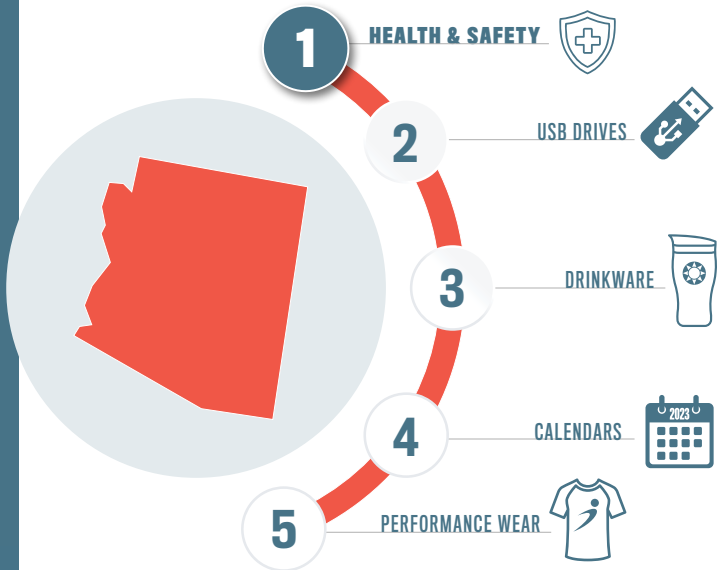 1 HEALTH & SAFETY
2 USB DRIVES
3 DRINKWARE
4 CALENDARS
2023
5 PERFORMANCE WEAR